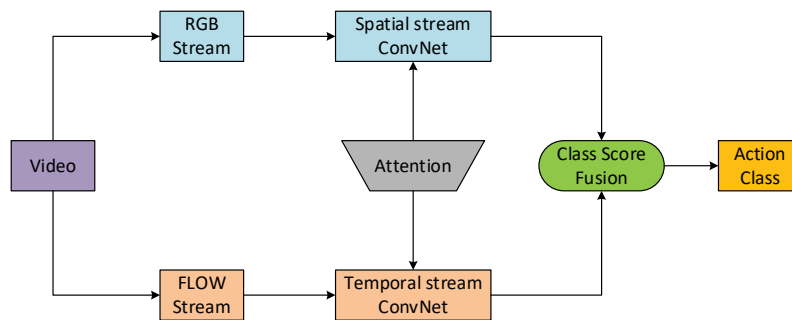 RGB
Stream
Spatial stream
ConvNet
Video
Attention
Class Score
Fusion
Action
Class
FLOW
Stream
Temporal stream
ConvNet